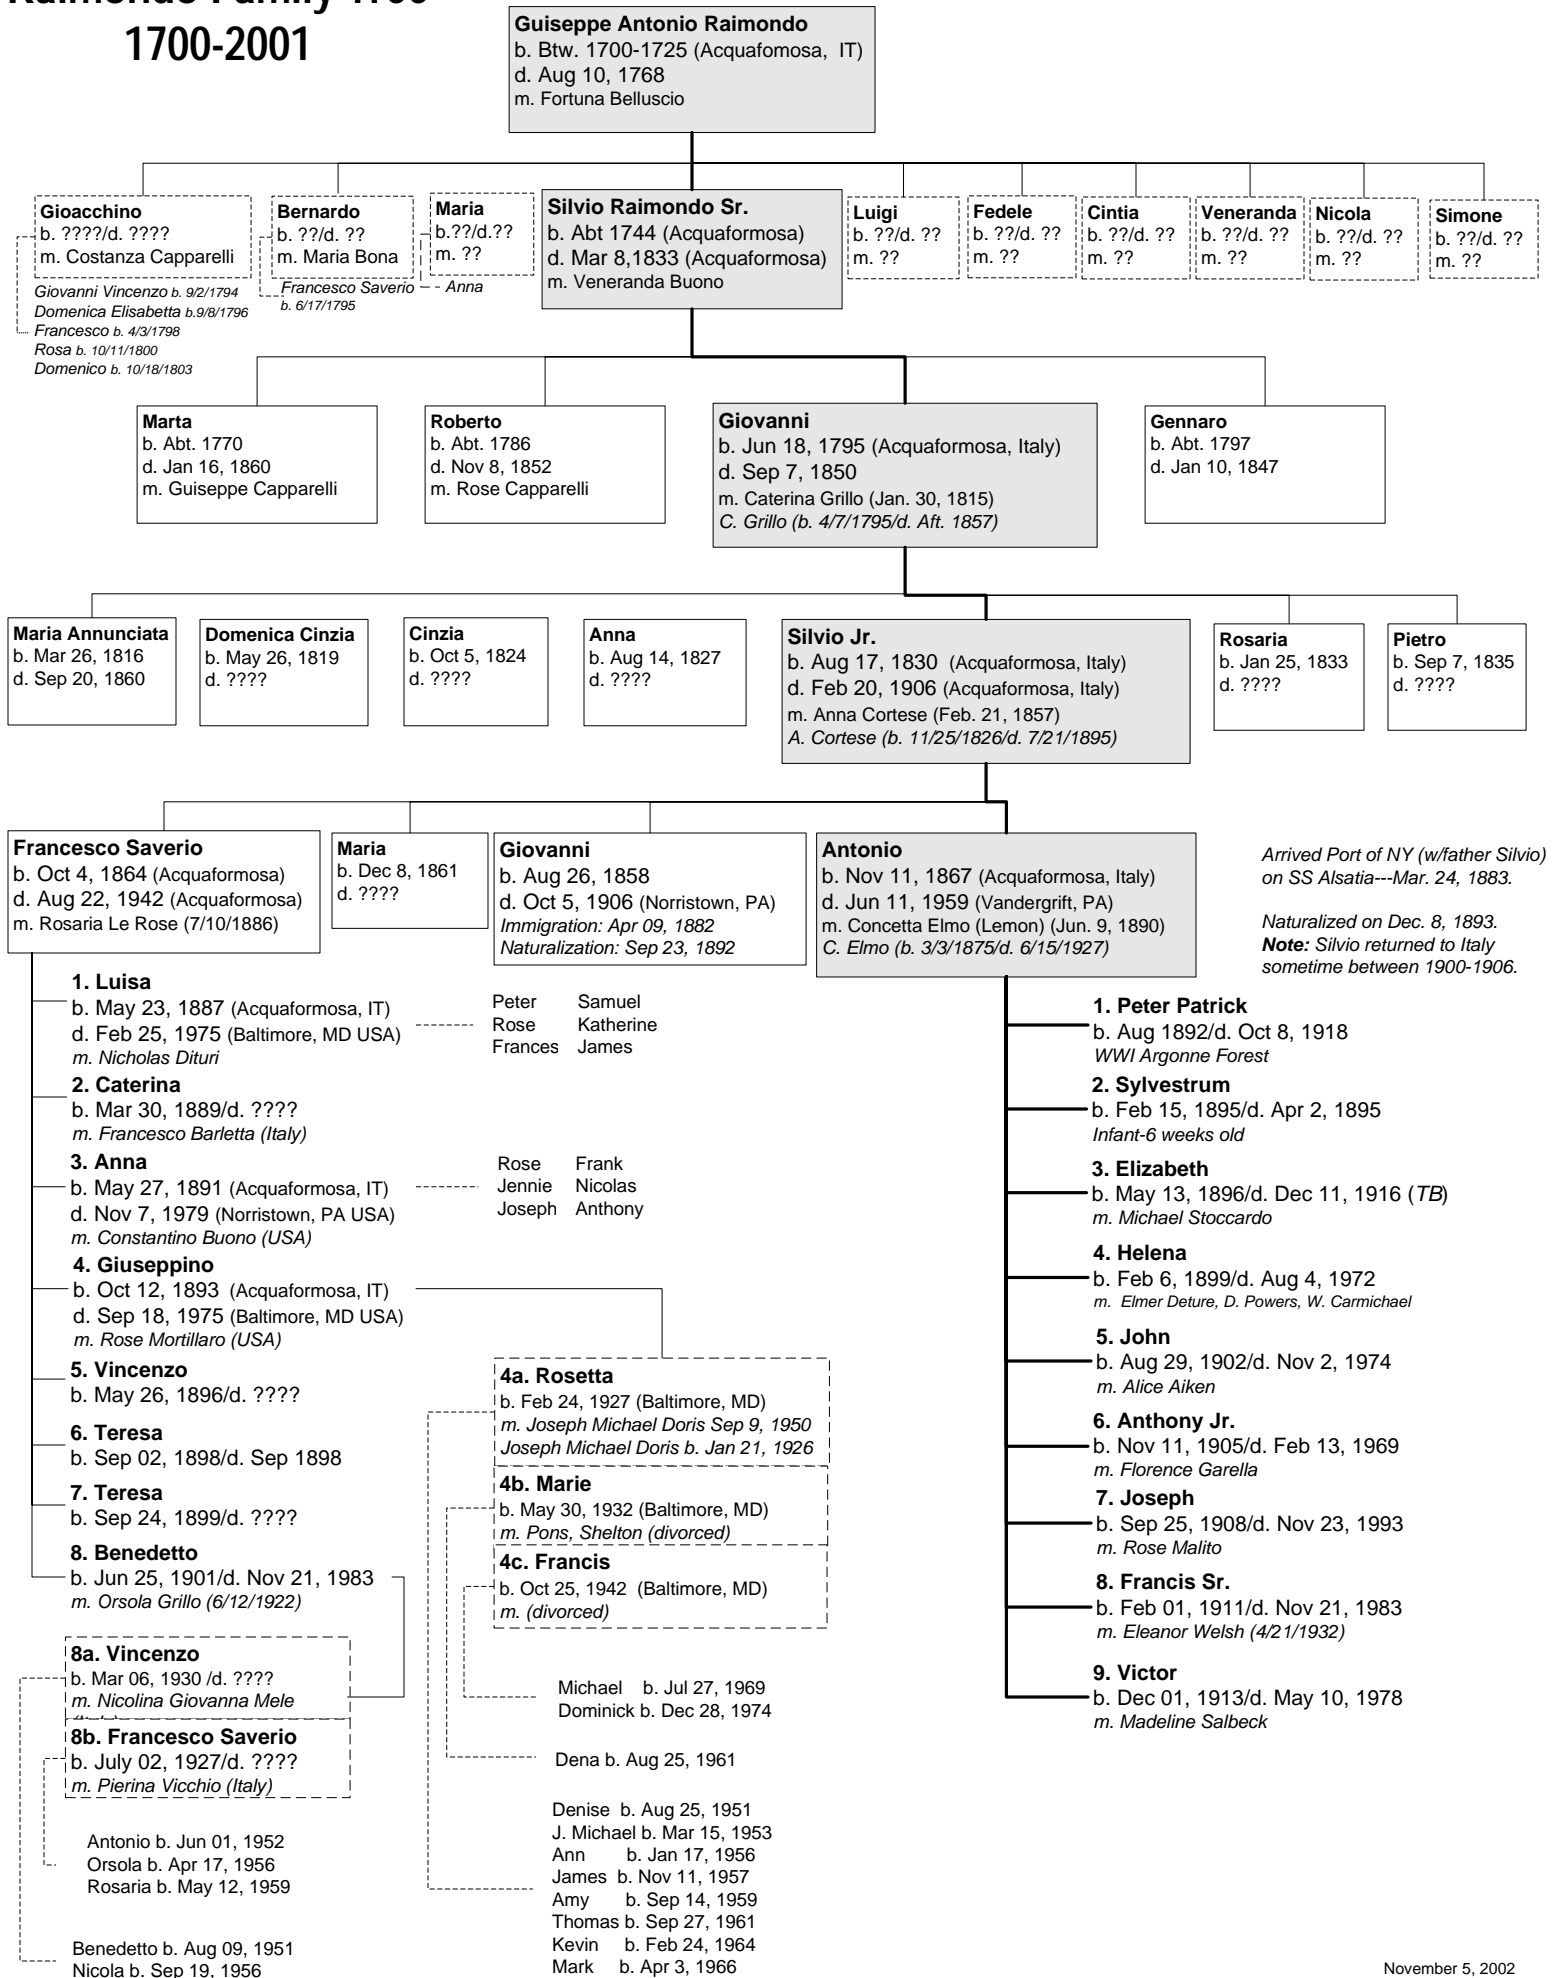 1700-2001
Guiseppe Antonio Raimondo
b. Btw. 1700-1725 (Acquafomosa, IT)
d. Aug 10, 1768
m. Fortuna Belluscio
Gioacchino
b. ????/d. ????
m. Costanza Capparelli
Giovanni Vincenzo b. 9/2/1794
Domenica Elisabetta b.9/8/1796
Francesco b. 4/3/1798
Rosa b. 10/11/1800
Domenico b. 10/18/1803
Bernardo
b. ??/d. ??
m. Maria Bona
Francesco Saverio
b. 6/17/1795
Maria
b.??/d.??
m. ??
Anna
Silvio Raimondo Sr.
b. Abt 1744 (Acquaformosa)
d. Mar 8,1833 (Acquaformosa)
m. Veneranda Buono
Luigi
b. ??/d. ??
m. ??
Fedele
b. ??/d. ??
m. ??
Cintia
b. ??/d. ??
m. ??
Veneranda
b. ??/d. ??
m. ??
Nicola
b. ??/d. ??
m. ??
Simone
b. ??/d. ??
m. ??
Marta
b. Abt. 1770
d. Jan 16, 1860
m. Guiseppe Capparelli
Roberto
b. Abt. 1786
d. Nov 8, 1852
m. Rose Capparelli
Giovanni
b. Jun 18, 1795 (Acquaformosa, Italy)
d. Sep 7, 1850
m. Caterina Grillo (Jan. 30, 1815)
C. Grillo (b. 4/7/1795/d. Aft. 1857)
Gennaro
b. Abt. 1797
d. Jan 10, 1847
Maria Annunciata
b. Mar 26, 1816
d. Sep 20, 1860
Domenica Cinzia
b. May 26, 1819
d. ????
Cinzia
b. Oct 5, 1824
d. ????
Anna
b. Aug 14, 1827
d. ????
Silvio Jr.
b. Aug 17, 1830 (Acquaformosa, Italy)
d. Feb 20, 1906 (Acquaformosa, Italy)
m. Anna Cortese (Feb. 21, 1857)
A. Cortese (b. 11/25/1826/d. 7/21/1895)
Rosaria
b. Jan 25, 1833
d. ????
Pietro
b. Sep 7, 1835
d. ????
Francesco Saverio
b. Oct 4, 1864 (Acquaformosa)
d. Aug 22, 1942 (Acquaformosa)
m. Rosaria Le Rose (7/10/1886)
Maria
b. Dec 8, 1861
d. ????
Giovanni
b. Aug 26, 1858
d. Oct 5, 1906 (Norristown, PA)
Immigration: Apr 09, 1882
Naturalization: Sep 23, 1892
Antonio
b. Nov 11, 1867 (Acquaformosa, Italy)
d. Jun 11, 1959 (Vandergrift, PA)
m. Concetta Elmo (Lemon) (Jun. 9, 1890)
C. Elmo (b. 3/3/1875/d. 6/15/1927)
Arrived Port of NY (w/father Silvio)
on SS Alsatia---Mar. 24, 1883.
Naturalized on Dec. 8, 1893.
Note: Silvio returned to Italy
sometime between 1900-1906.
1. Luisa
b. May 23, 1887 (Acquaformosa, IT)
d. Feb 25, 1975 (Baltimore, MD USA)
m. Nicholas Dituri
Peter Samuel
Rose Katherine
Frances James
2. Caterina
b. Mar 30, 1889/d. ????
m. Francesco Barletta (Italy)
3. Anna
b. May 27, 1891 (Acquaformosa, IT)
d. Nov 7, 1979 (Norristown, PA USA)
m. Constantino Buono (USA)
Rose Frank
Jennie Nicolas
Joseph Anthony
4. Giuseppino
b. Oct 12, 1893 (Acquaformosa, IT)
d. Sep 18, 1975 (Baltimore, MD USA)
m. Rose Mortillaro (USA)
5. Vincenzo
b. May 26, 1896/d. ????
6. Teresa
b. Sep 02, 1898/d. Sep 1898
7. Teresa
b. Sep 24, 1899/d. ????
8. Benedetto
b. Jun 25, 1901/d. Nov 21, 1983
m. Orsola Grillo (6/12/1922)
8a. Vincenzo
b. Mar 06, 1930 /d. ????
m. Nicolina Giovanna Mele
8b. Francesco Saverio
b. July 02, 1927/d. ????
m. Pierina Vicchio (Italy)
Antonio b. Jun 01, 1952
Orsola b. Apr 17, 1956
Rosaria b. May 12, 1959
Benedetto b. Aug 09, 1951
Nicola b. Sep 19, 1956
4a. Rosetta
b. Feb 24, 1927 (Baltimore, MD)
m. Joseph Michael Doris Sep 9, 1950
Joseph Michael Doris b. Jan 21, 1926
4b. Marie
b. May 30, 1932 (Baltimore, MD)
m. Pons, Shelton (divorced)
4c. Francis
b. Oct 25, 1942 (Baltimore, MD)
m. (divorced)
Michael b. Jul 27, 1969
Dominick b. Dec 28, 1974
Dena b. Aug 25, 1961
Denise b. Aug 25, 1951
J. Michael b. Mar 15, 1953
Ann b. Jan 17, 1956
James b. Nov 11, 1957
Amy b. Sep 14, 1959
Thomas b. Sep 27, 1961
Kevin b. Feb 24, 1964
Mark b. Apr 3, 1966
1. Peter Patrick
b. Aug 1892/d. Oct 8, 1918
WWI Argonne Forest
2. Sylvestrum
b. Feb 15, 1895/d. Apr 2, 1895
Infant-6 weeks old
3. Elizabeth
b. May 13, 1896/d. Dec 11, 1916 (TB)
m. Michael Stoccardo
4. Helena
b. Feb 6, 1899/d. Aug 4, 1972
m. Elmer Deture, D. Powers, W. Carmichael
5. John
b. Aug 29, 1902/d. Nov 2, 1974
m. Alice Aiken
6. Anthony Jr.
b. Nov 11, 1905/d. Feb 13, 1969
m. Florence Garella
7. Joseph
b. Sep 25, 1908/d. Nov 23, 1993
m. Rose Malito
8. Francis Sr.
b. Feb 01, 1911/d. Nov 21, 1983
m. Eleanor Welsh (4/21/1932)
9. Victor
b. Dec 01, 1913/d. May 10, 1978
m. Madeline Salbeck
November 5, 2002